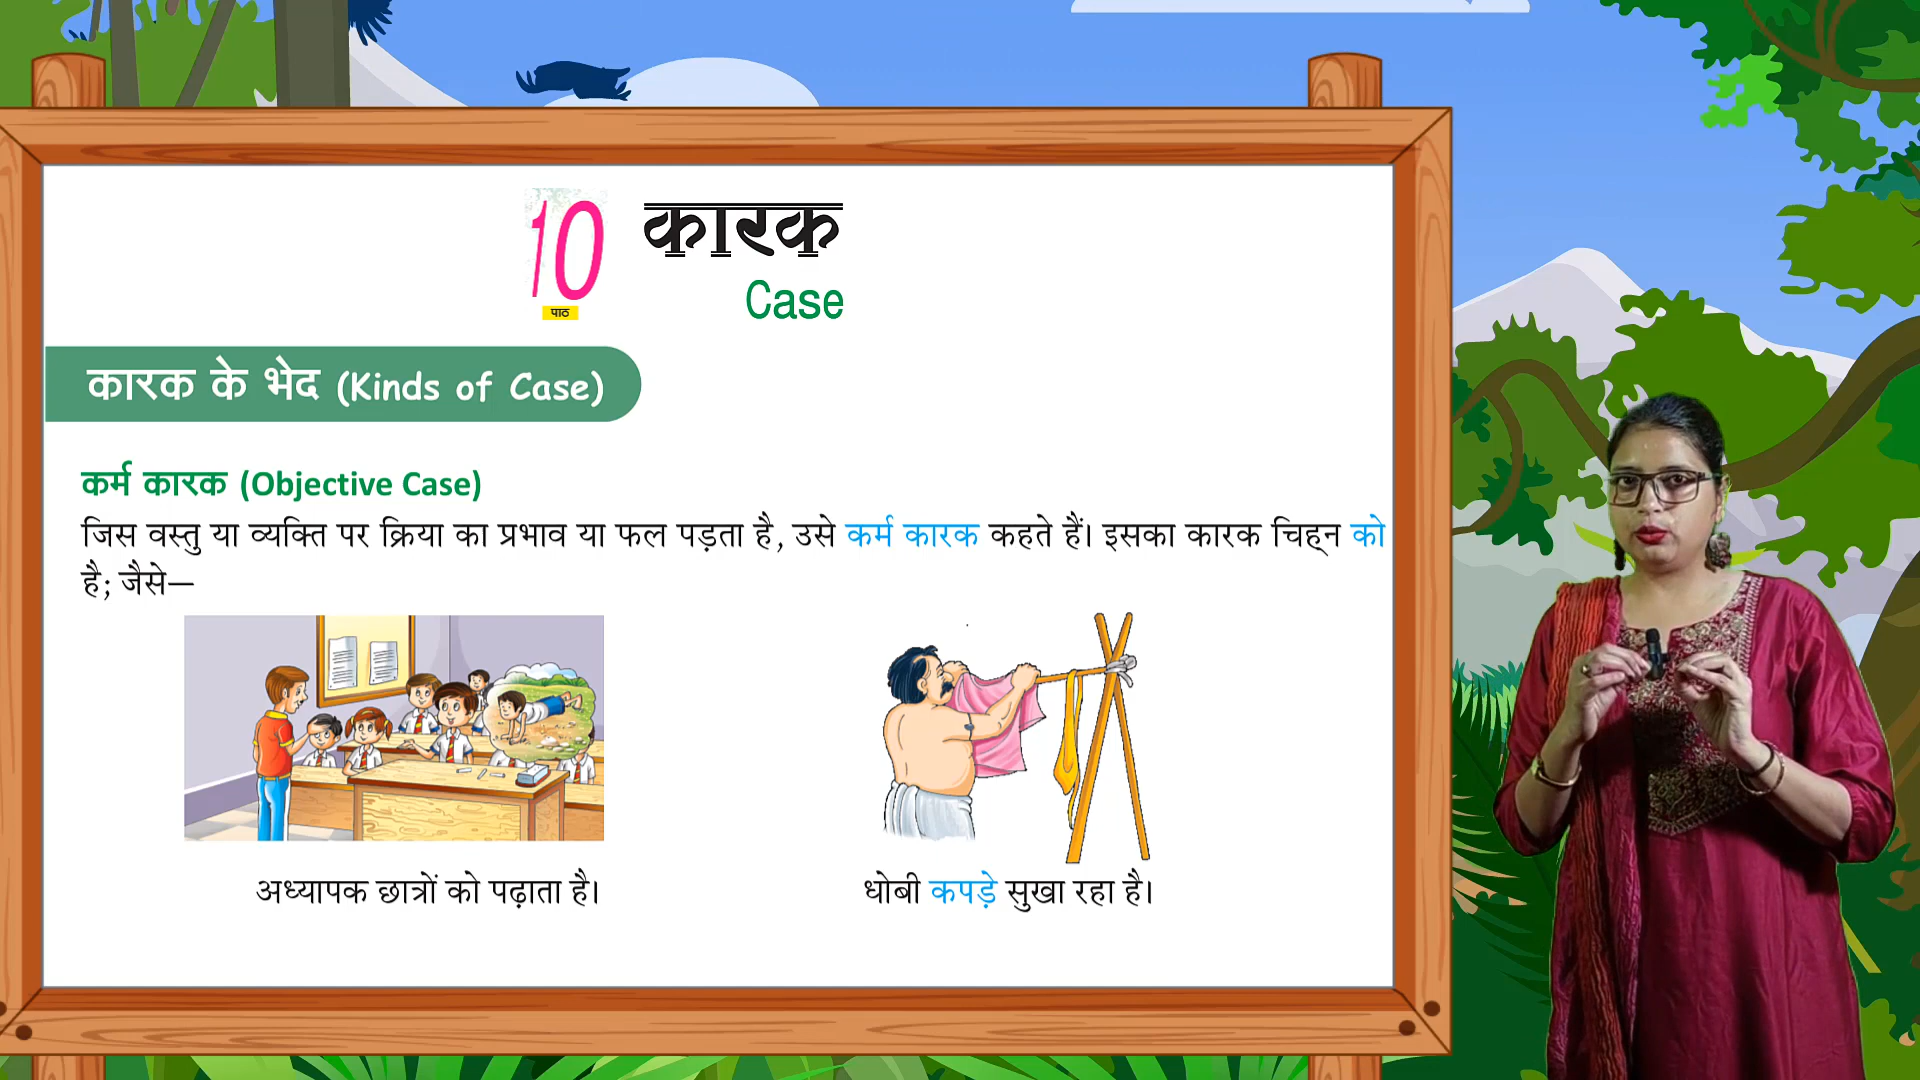 10 कारक
पाठ
Case
कारक के भेद (Kinds of Case)
कर्म कारक (Objective Case)
जिस वस्तु या व्यक्ति पर क्रिया का प्रभाव या फल पड़ता है, उसे कर्म कारक कहते हैं। इसका कारक चिह्‌न को
है; जैसे—
अध्यापक छात्रों को पढ़ाता है।
धोबी कपड़े सुखा रहा है।